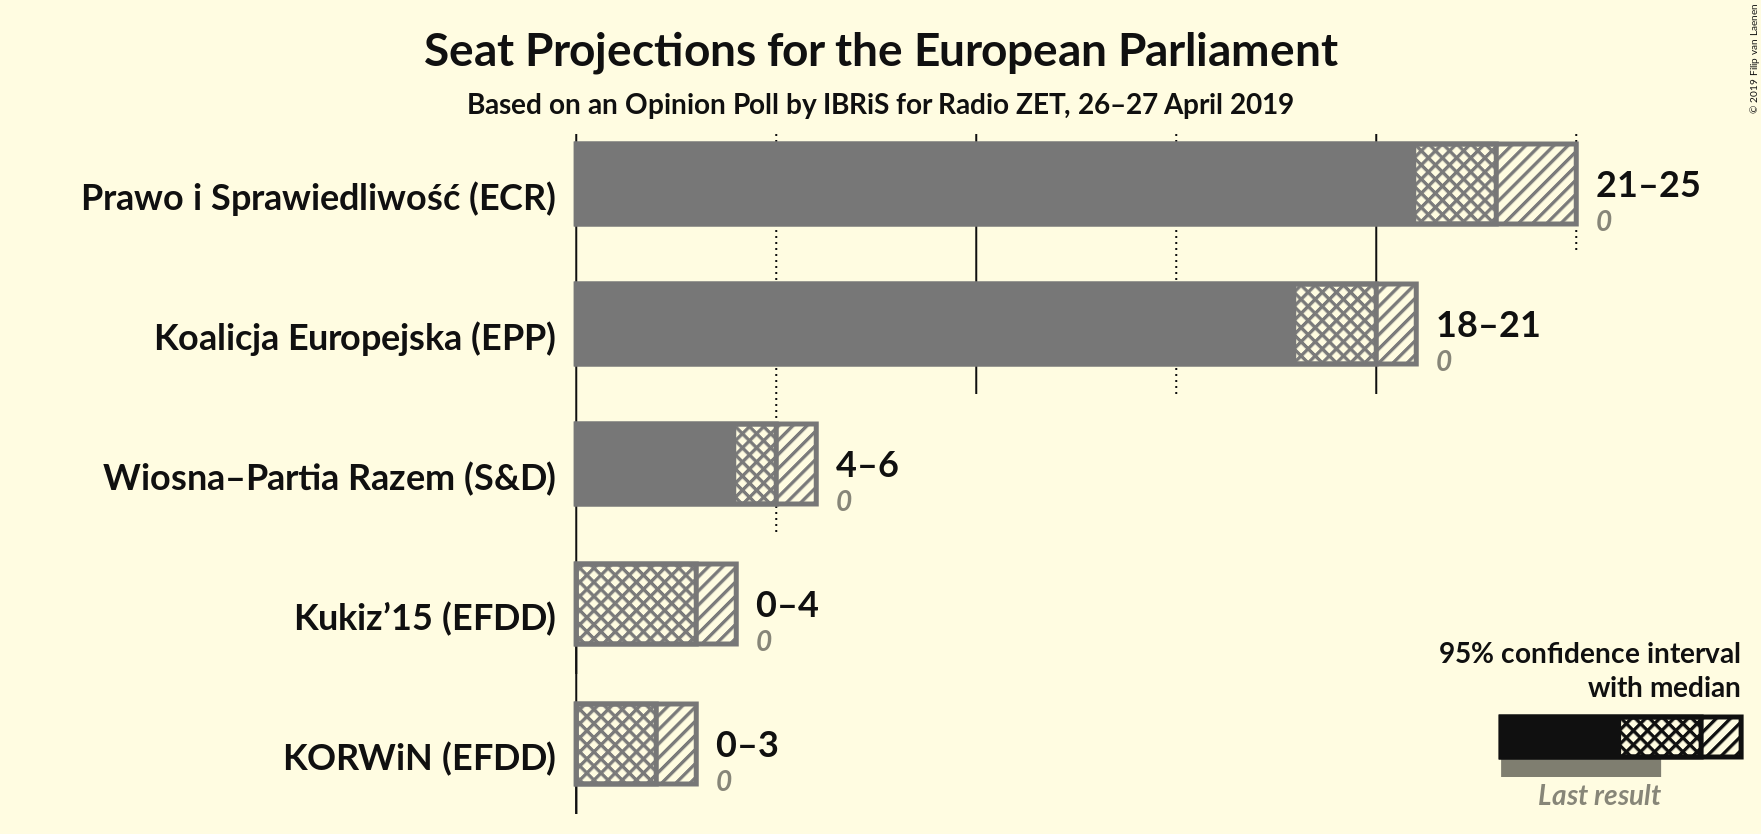 Seat Projections for the European Parliament
Based on an Opinion Poll by IBRiS for Radio ZET, 26–27 April 2019
© 2019 Filip van Laenen
Prawo i Sprawiedliwość (ECR)
21–25
0
Koalicja Europejska (EPP)
18–21
0
Wiosna–Partia Razem (S&D)
4–6
0
Kukiz’15 (EFDD)
0–4
0
KORWiN (EFDD)
0–3
0
95% confidence interval
with median
Last result